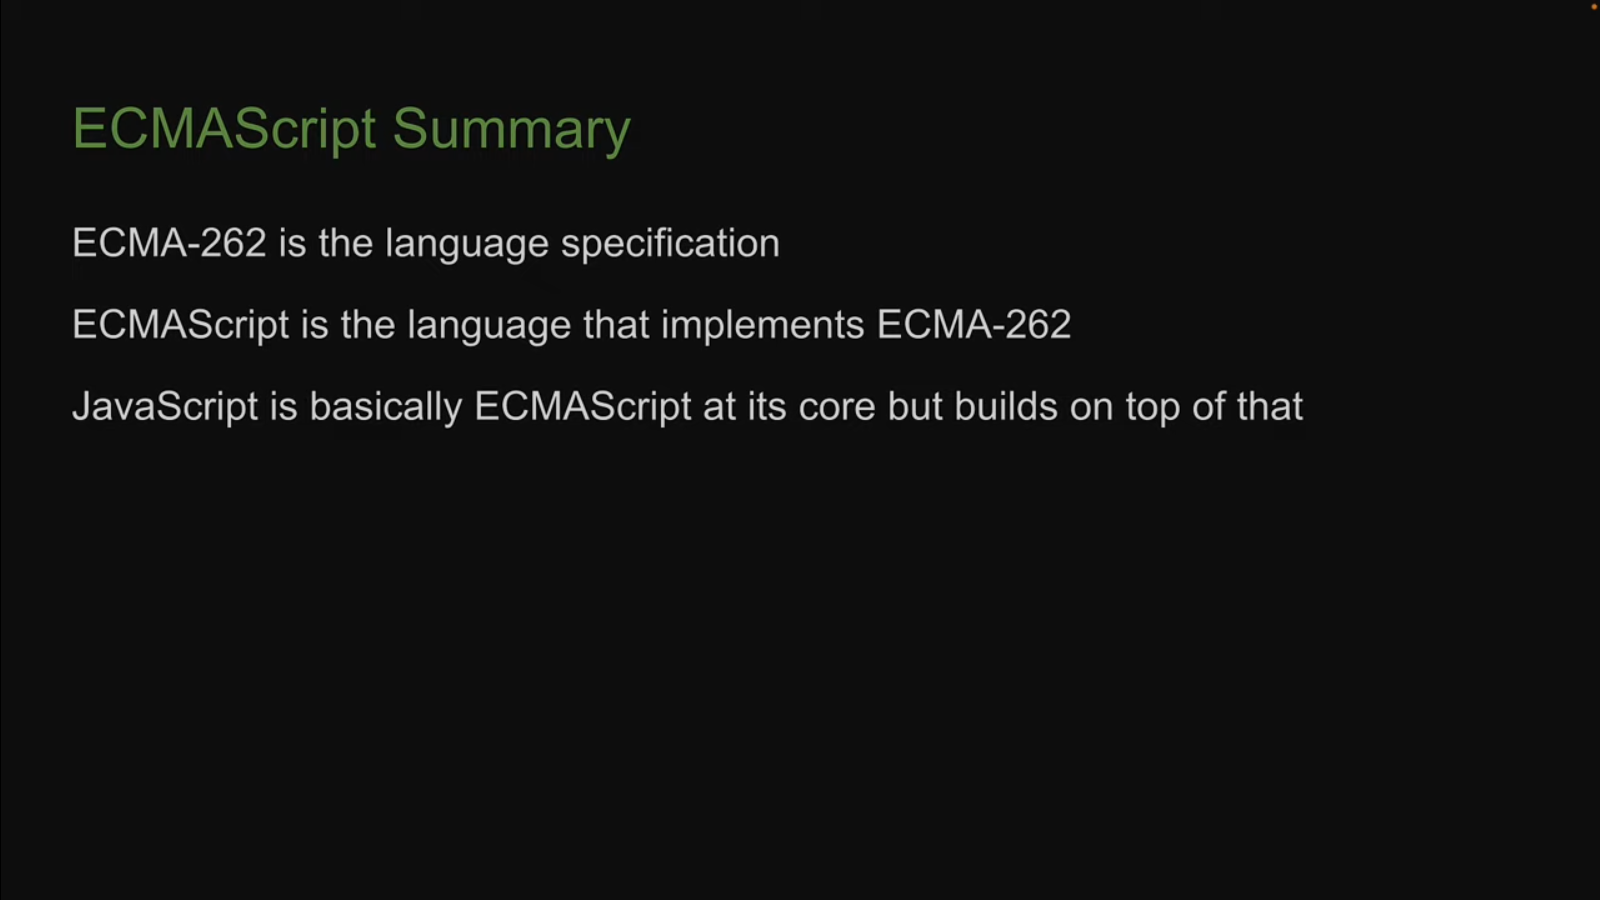 ECMAScript Summary
ECMA-262 is the language specification
ECMAScript is the language that implements ECMA-262
JavaScript is basically ECMAScript at its core but builds on top of that